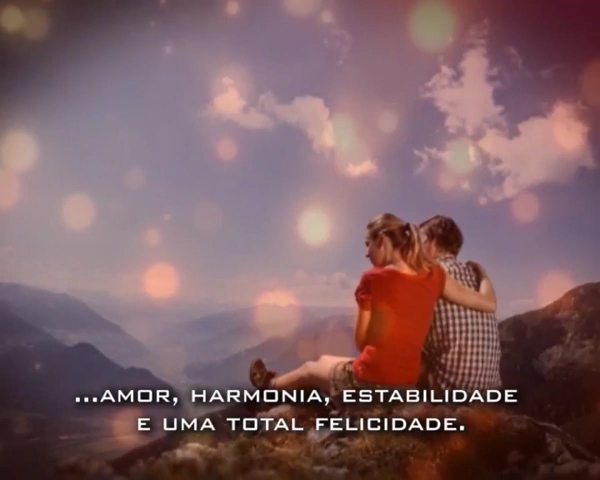 ...AMOR, HARMONIA, ESTABILIDADE
E UMA TOTAL FELICIDADE.